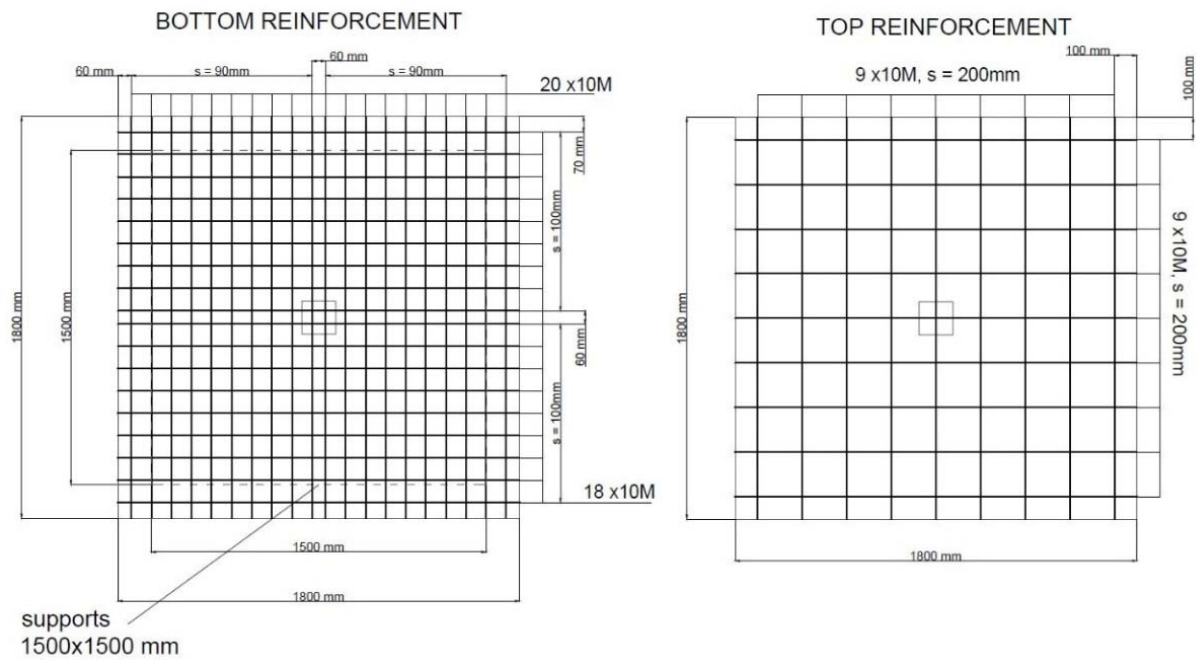 BOTTOM REINFORCEMENT
60 mm
60 mm
s = 90mm
s = 90mm
20 x10M
70 mm
s = 100mm
1800 mm
1500 mm
60 mm
s = 100mm
18 x10M
1500 mm
1800 mm
supports
1500x1500 mm
TOP REINFORCEMENT
100 mm
9 x10M, s = 200mm
100 mm
1800 mm
9 x10M, s = 200mm
1800 mm